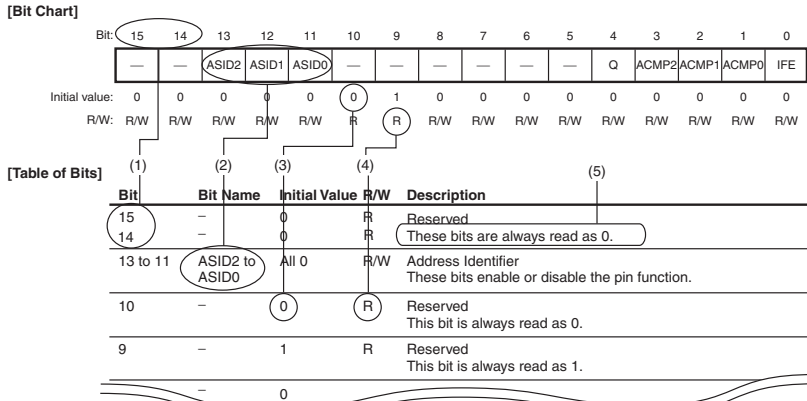 [Bit Chart]
Bit: 15 14 13 12 11 10 9 8 7 6 5 4 3 2 1 0
— — ASID2 ASID1 ASID0 — — — — — — Q ACMP2 ACMP1 ACMP0 IFE
Initial value: 0 0 0 0 0 0 1 0 0 0 0 0 0 0 0 0
R/W: R/W R/W R/W R/W R/W R R R/W R/W R/W R/W R/W R/W R/W R/W R/W
(1) (2) (3) (4) (5)
[Table of Bits]
Bit Bit Name Initial Value R/W Description
15 – 0 R Reserved
14 – 0 R These bits are always read as 0.
13 to 11 ASID2 to All 0 R/W Address Identifier
ASID0 These bits enable or disable the pin function.
10 – 0 R Reserved
This bit is always read as 0.
9 – 1 R Reserved
This bit is always read as 1.
– 0